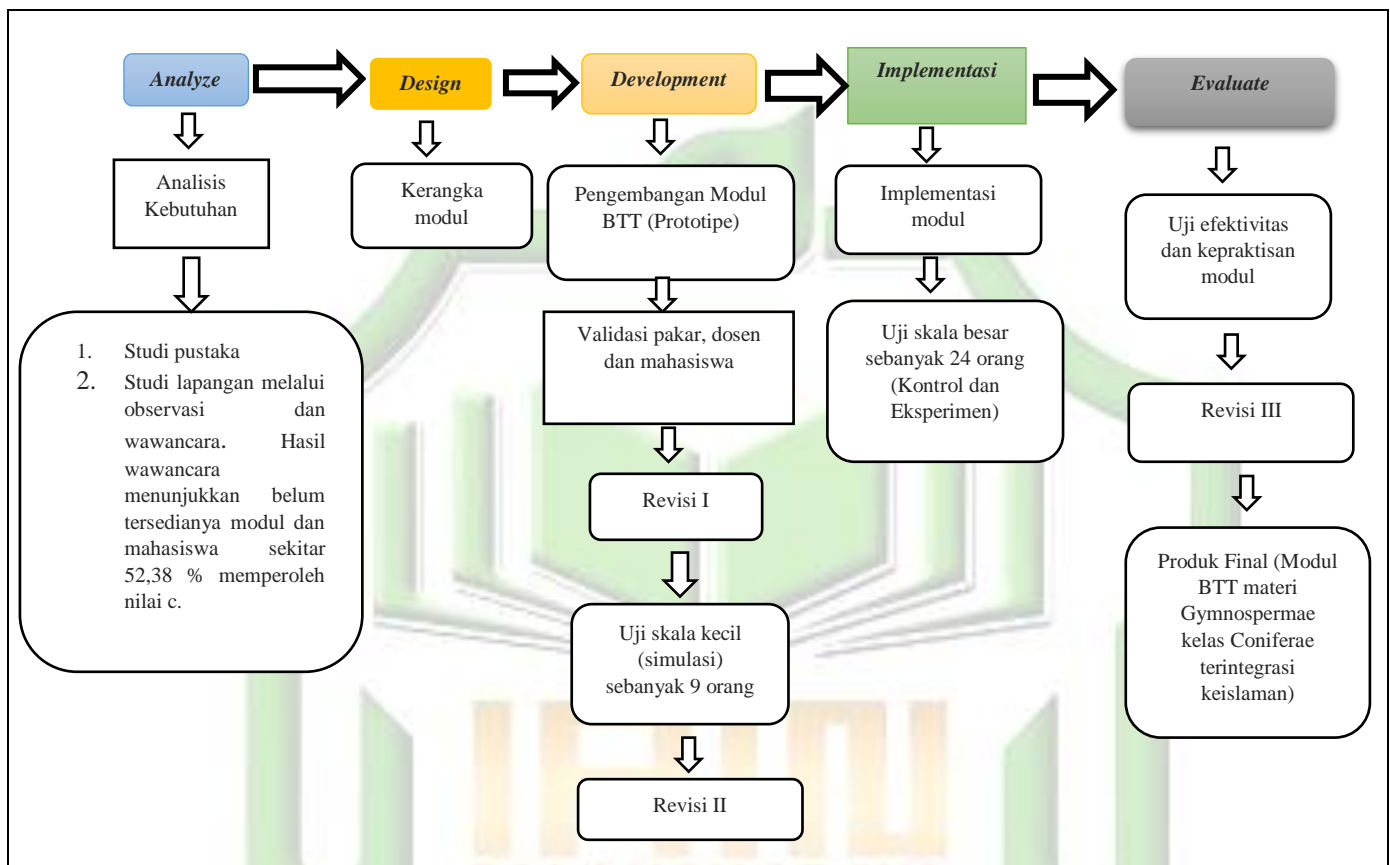 Analyze
Design
Development
Implementasi
Evaluate
Analisis
Kebutuhan
1. Studi pustaka
2. Studi lapangan melalui
observasi dan
wawancara. Hasil
wawancara
menunjukkan belum
tersedianya modul dan
mahasiswa sekitar
52,38 % memperoleh
nilai c.
Kerangka
modul
Pengembangan Modul
BTT (Prototipe)
Validasi pakar, dosen
dan mahasiswa
Revisi I
Uji skala kecil
(simulasi)
sebanyak 9 orang
Revisi II
Implementasi
modul
Uji skala besar
sebanyak 24 orang
(Kontrol dan
Eksperimen)
Uji efektivitas
dan kepraktisan
modul
Revisi III
Produk Final (Modul
BTT materi
Gymnospermae
kelas Coniferae
terintegrasi
keislaman)
IAIN